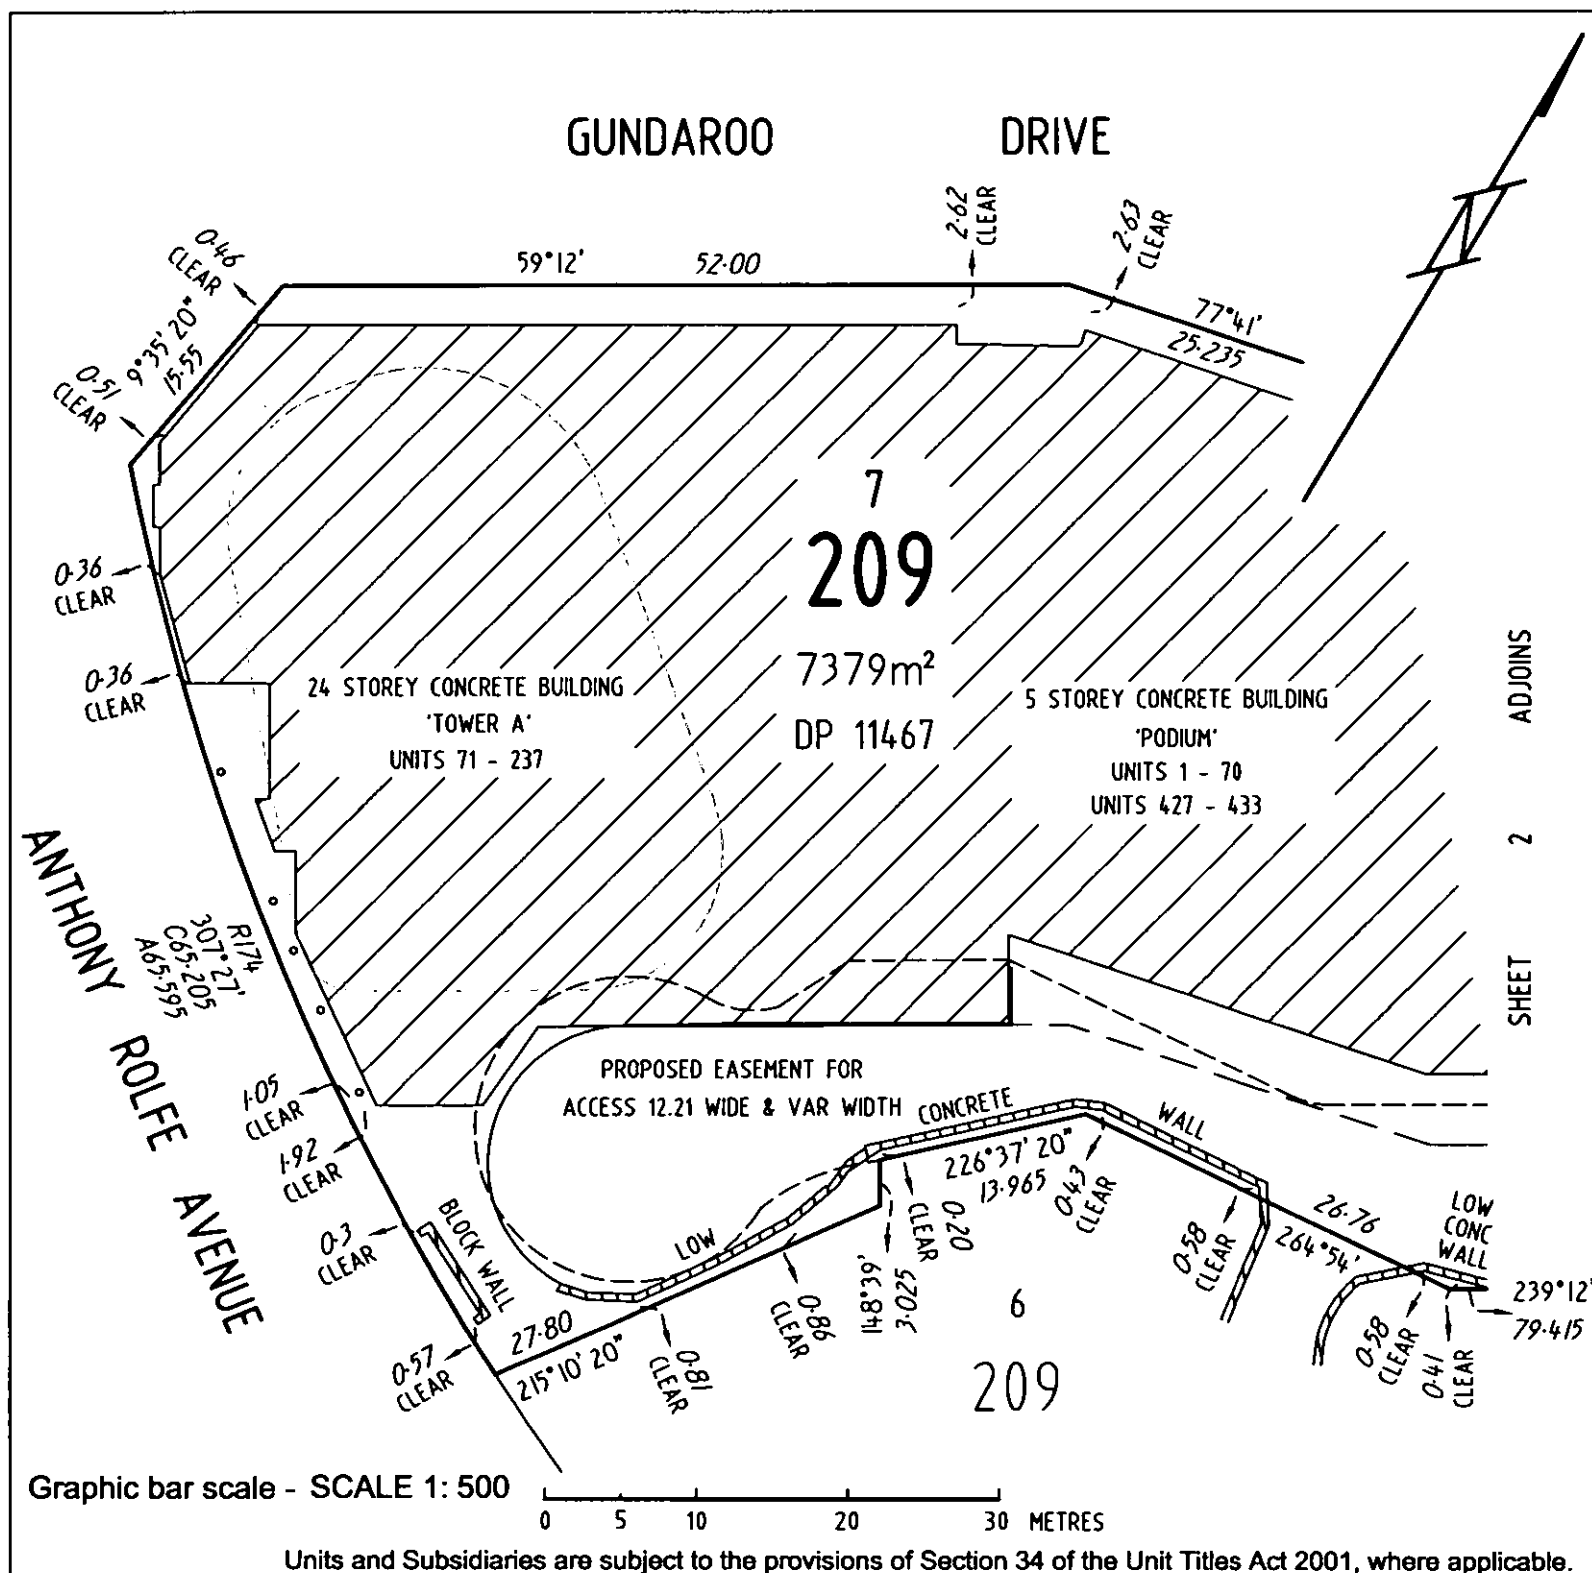 GUNDAROO DRIVE
2·62
CLEAR
2·63
CLEAR
0·46
CLEAR
59°12' 52·00
77°41'
25·235
9°35'20"
15·55
0·51
CLEAR
N
7
209
7379m²
DP 11467
0·36
CLEAR
0·36
CLEAR
24 STOREY CONCRETE BUILDING
'TOWER A'
UNITS 71 - 237
5 STOREY CONCRETE BUILDING
'PODIUM'
UNITS 1 - 70
UNITS 427 - 433
ADJOINS
2
SHEET
ANTHONY ROLFE AVENUE
R174
307°27'
C65·205
A65·595
PROPOSED EASEMENT FOR
ACCESS 12.21 WIDE & VAR WIDTH
CONCRETE WALL
1·05
CLEAR
1·92
CLEAR
0·3
CLEAR
BLOCK WALL
LOW
226°37'20"
13·965
0·43
CLEAR
0·20
CLEAR
148°39'
3·025
0·58
CLEAR
26·76
264°54'
LOW
CONC
WALL
239°12'
79·415
0·58
CLEAR
0·41
CLEAR
0·86
CLEAR
0·81
CLEAR
27·80
215°10'20"
0·57
CLEAR
6
209
Graphic bar scale - SCALE 1: 500
0 5 10 20 30 METRES
Units and Subsidiaries are subject to the provisions of Section 34 of the Unit Titles Act 2001, where applicable.